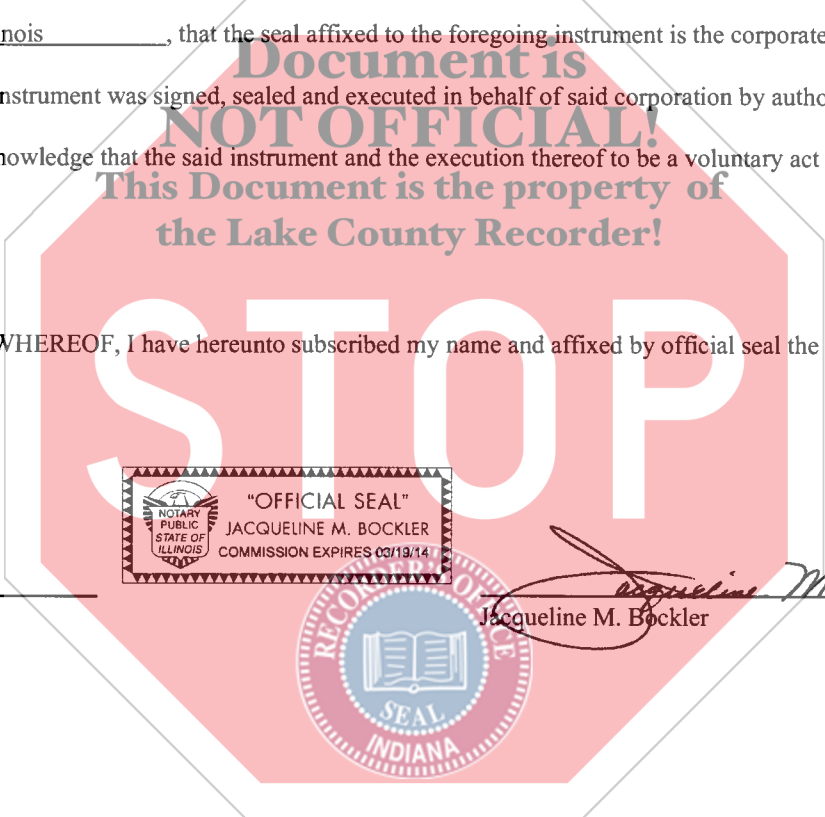 nois, that the seal affixed to the foregoing instrument is the corporate
Document is
nstrument was signed, sealed and executed in behalf of said corporation by autho
NOT OFFICIAL!
nowledge that the said instrument and the execution thereof to be a voluntary act
This Document is the property of
the Lake County Recorder!
WHEREOF, I have hereunto subscribed my name and affixed by official seal the
STOP
"OFFICIAL SEAL"
NOTARY
PUBLIC
STATE OF
ILLINOIS
JACQUELINE M. BOCKLER
COMMISSION EXPIRES 03/19/14
Jacqueline M
Jacqueline M. Bockler
RECORDER'S OFFICE
SEAL
INDIANA